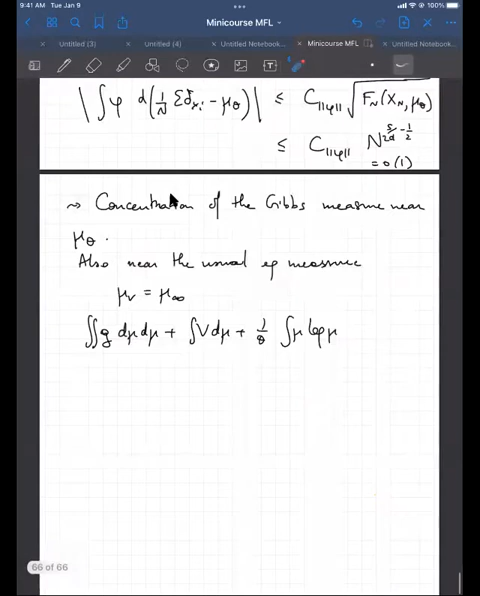 9:41 AM Tue Jan 9
100%
Minicourse MFL
Untitled (3)
Untitled (4)
Untitled Notebook...
Minicourse MFL
Untitled Notebook...
| ∫ φ d( 1/N Σ δ_{x_i} - μ_θ ) | ≤ C_{||φ||} √( F_N(X_N, μ_θ) )
≤ C_{||φ||} N^{s/2d - 1/2}
= o(1)
⇝ Concentration of the Gibbs measure near
μ_θ .
Also near the usual eq measure
μ_V = μ_∞
∫∫ g dμ dμ + ∫ V dμ + 1/θ ∫ μ log μ
66 of 66